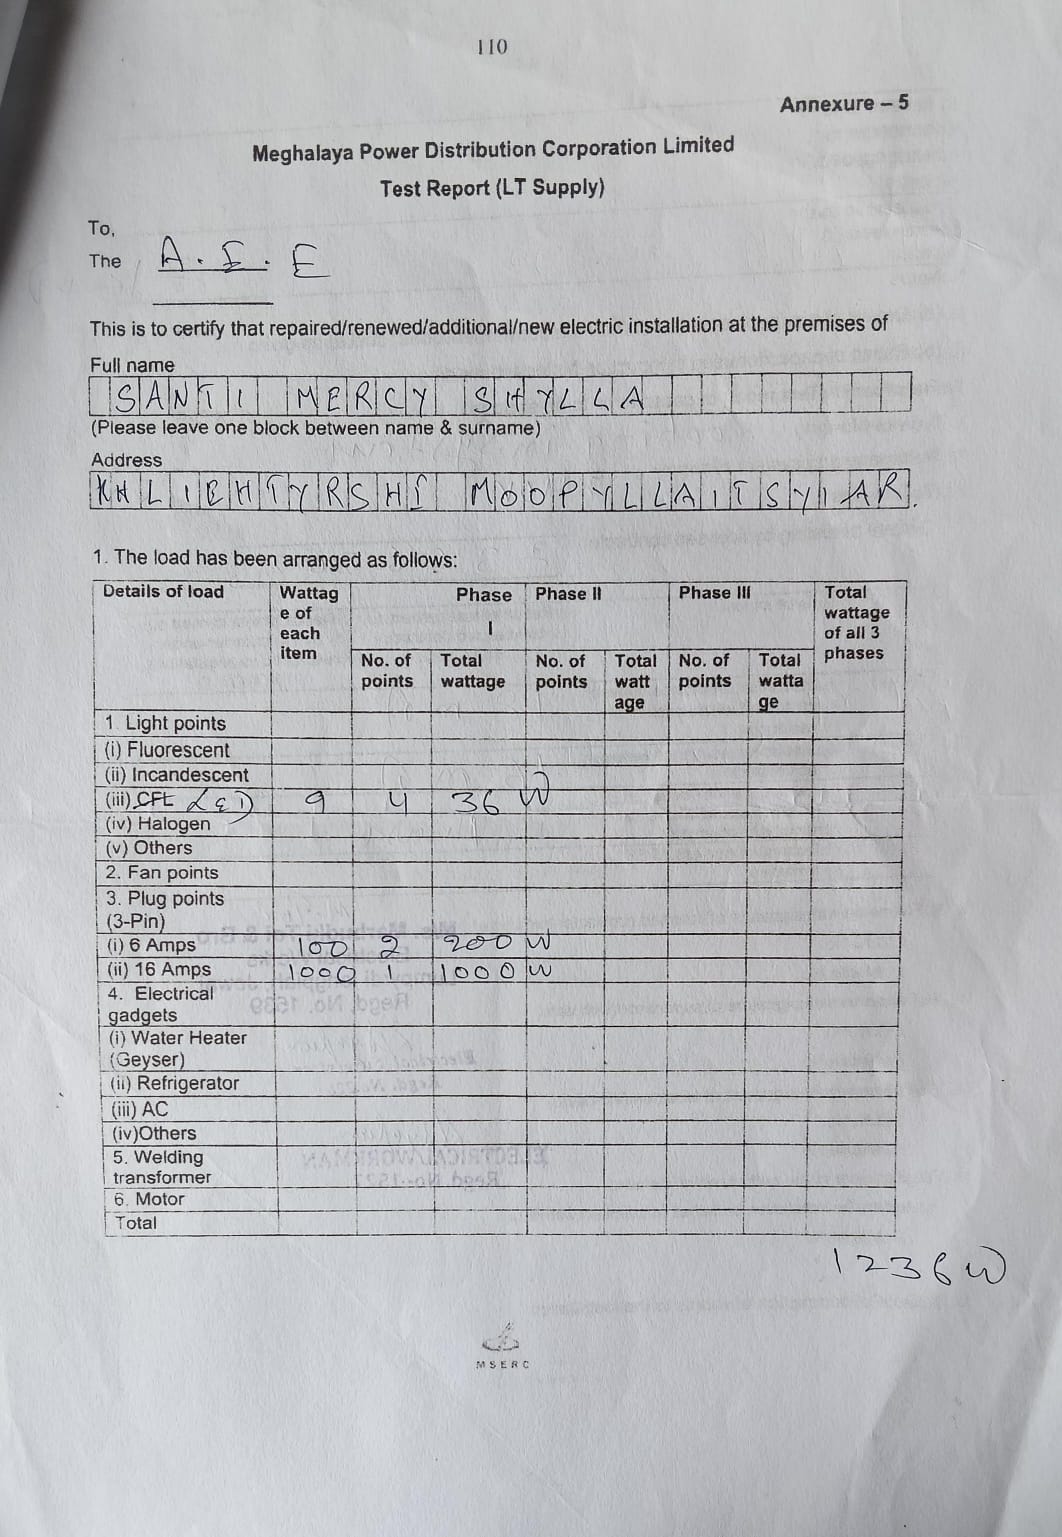 110
Annexure – 5
Meghalaya Power Distribution Corporation Limited
Test Report (LT Supply)
To,
The A. E. E
This is to certify that repaired/renewed/additional/new electric installation at the premises of
Full name
SANTI MERCY SHYLLA
(Please leave one block between name & surname)
Address
KHLIEHTYRSHI MOOPYLLAITSYIAR.
1. The load has been arranged as follows:
Details of load Wattage of each item Phase I Phase II Phase III Total wattage of all 3 phases
No. of points Total wattage No. of points Total wattage No. of points Total wattage
1 Light points
(i) Fluorescent
(ii) Incandescent
(iii) CFL LED 9 4 36 W
(iv) Halogen
(v) Others
2. Fan points
3. Plug points
(3-Pin)
(i) 6 Amps 100 2 200 W
(ii) 16 Amps 1000 1 1000 W
4. Electrical
gadgets
(i) Water Heater
(Geyser)
(ii) Refrigerator
(iii) AC
(iv)Others
5. Welding
transformer
6. Motor
Total
1236 W
MSERC